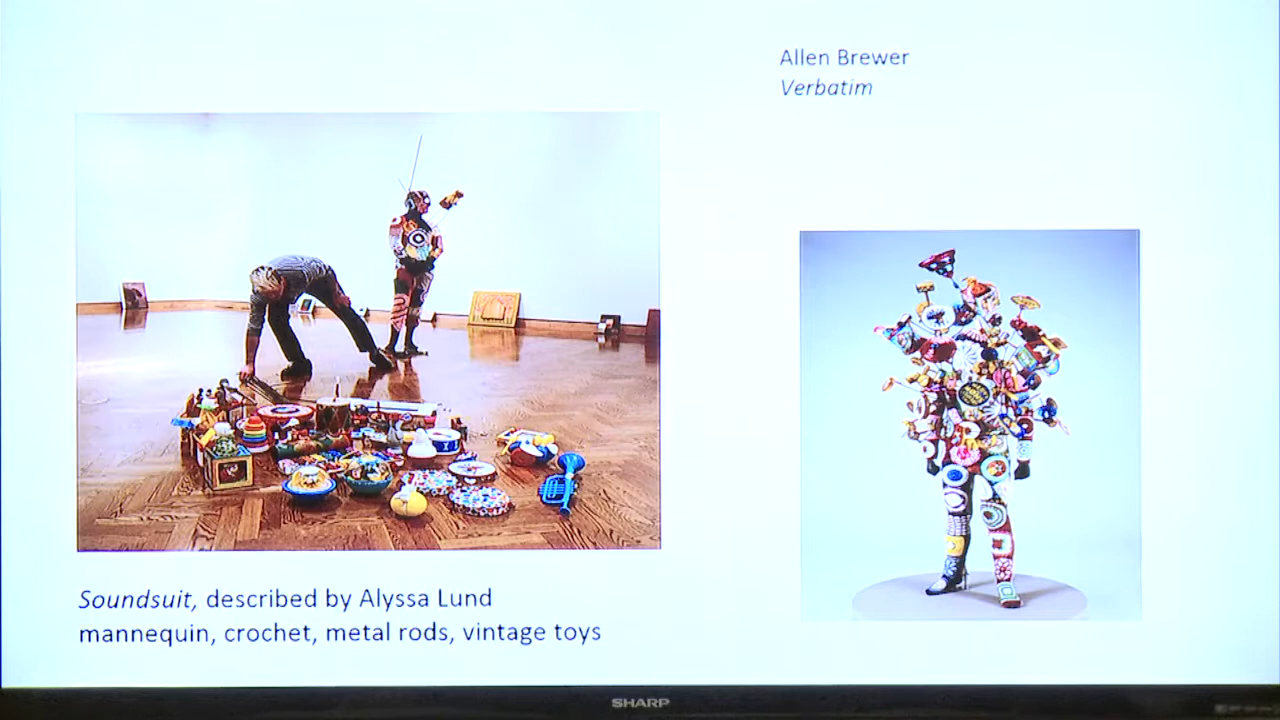 Allen Brewer
Verbatim
Soundsuit, described by Alyssa Lund
mannequin, crochet, metal rods, vintage toys
SHARP